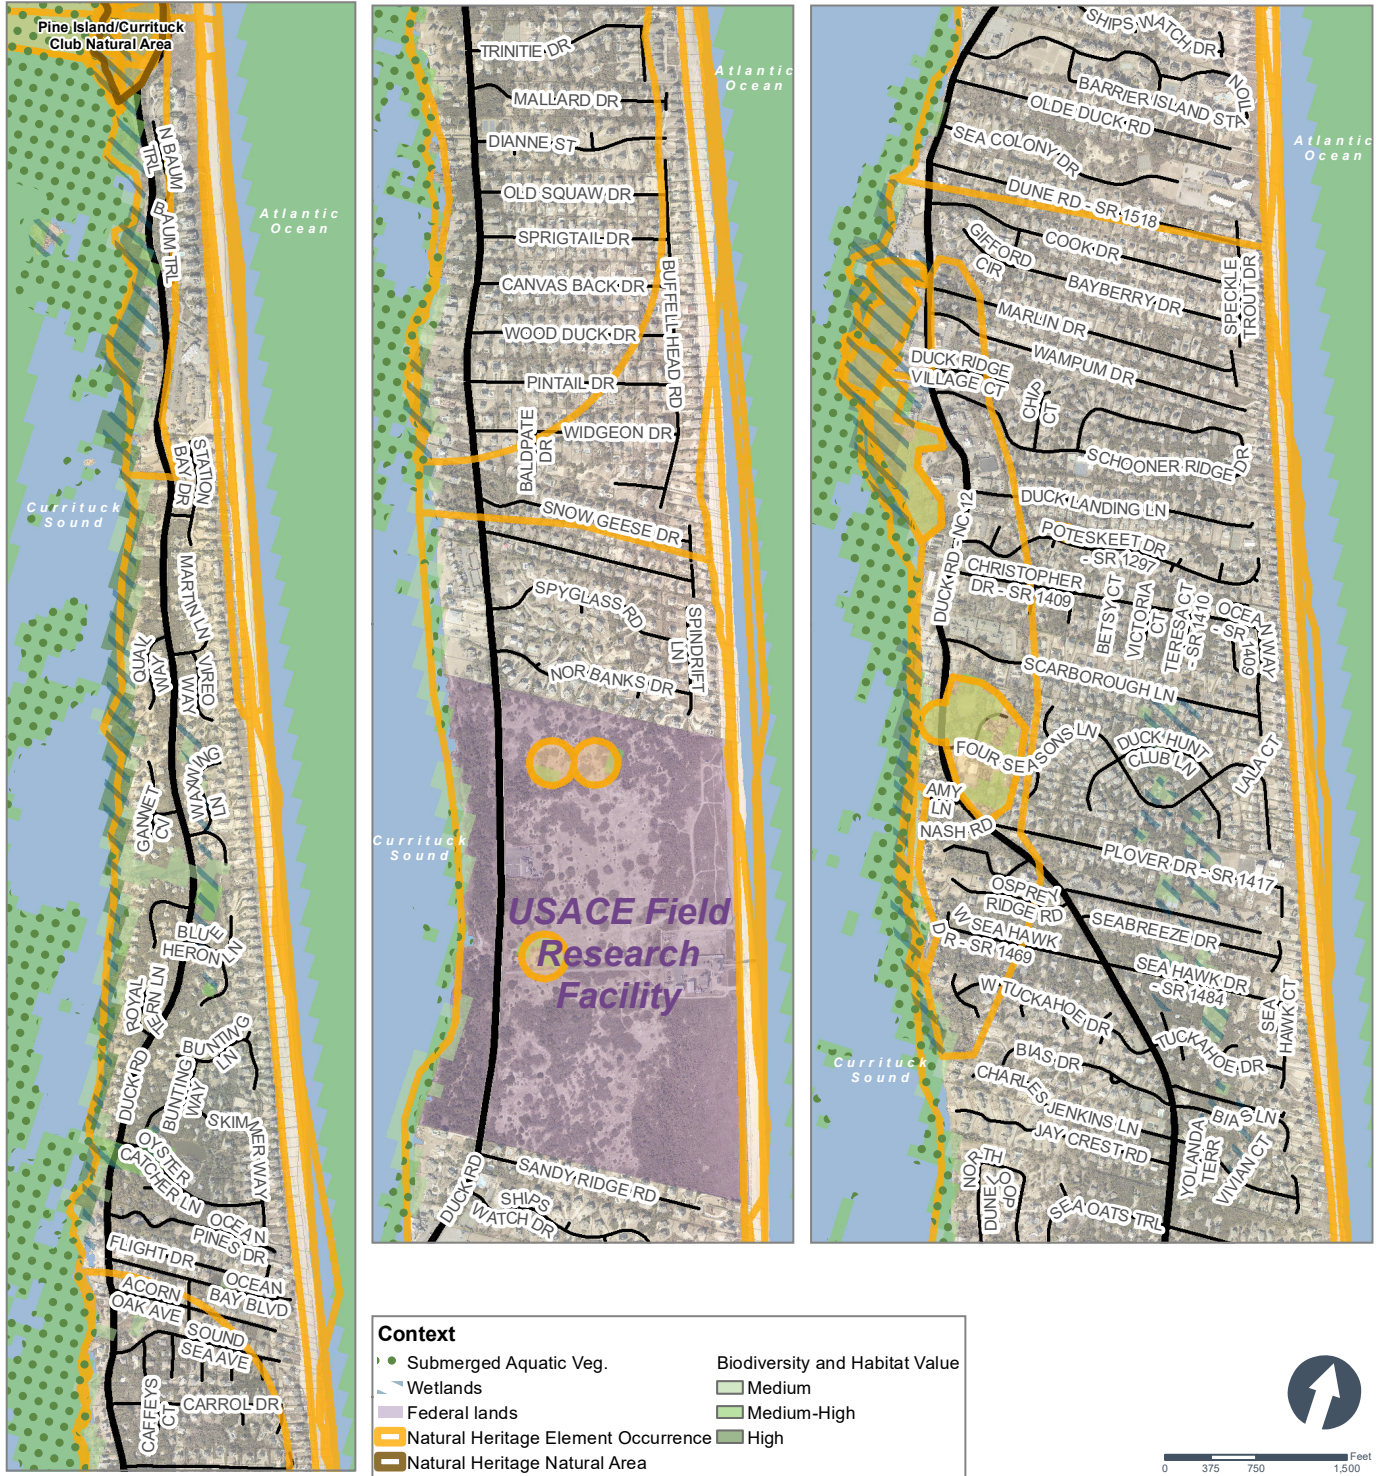 Pine Island/Currituck
Club Natural Area
N BAUM
TRL
BAUM TRL
Atlantic
Ocean
STATION
BAY DR
Currituck
Sound
MARTIN LN
QUAIL
WAY
VIREO
WAY
WAXWING
LN
GANNET
CV
BLUE
HERON LN
ROYAL
TERN LN
BUNTING
LN
BUNTING
WAY
DUCK RD
SKIMMER WAY
OYSTER
CATCHER LN
OCEAN
PINES DR
FLIGHT DR
OCEAN
BAY BLVD
ACORN
OAK AVE
SOUND
SEA AVE
CAFFEYS
CT
CARROL DR
TRINITIE DR
Atlantic
Ocean
MALLARD DR
DIANNE ST
OLD SQUAW DR
SPRIGTAIL DR
CANVAS BACK DR
BUFFELL HEAD RD
WOOD DUCK DR
PINTAIL DR
BALDPATE
DR
WIDGEON DR
SNOW GEESE DR
SPYGLASS RD
SPINDRIFT
LN
NOR BANKS DR
Currituck
Sound
USACE Field
Research
Facility
DUCK RD
SANDY RIDGE RD
SHIPS
WATCH DR
SHIPS WATCH DR
BARRIER ISLAND STATION
OLDE DUCK RD
SEA COLONY DR
Atlantic
Ocean
DUNE RD - SR 1518
GIFFORD
CIR
COOK DR
BAYBERRY DR
SPECKLE
TROUT DR
MARLIN DR
WAMPUM DR
DUCK RIDGE
VILLAGE CT
CHIP
CT
SCHOONER RIDGE DR
DUCK RD - NC 12
DUCK LANDING LN
POTESKEET DR
- SR 1297
CHRISTOPHER
DR - SR 1409
BETSY CT
VICTORIA
CT
TERESA CT
- SR 1410
OCEAN WAY
- SR 1409
SCARBOROUGH LN
FOUR SEASONS LN
DUCK HUNT
CLUB LN
LALA CT
AMY
LN
NASH RD
PLOVER DR - SR 1417
OSPREY
RIDGE RD
SEABREEZE DR
W SEA HAWK
DR - SR 1469
SEA HAWK DR
- SR 1484
SEA
HAWK CT
W TUCKAHOE DR
TUCKAHOE DR
Currituck
Sound
BIAS DR
CHARLES JENKINS LN
BIAS LN
JAY CREST RD
YOLANDA
TERR
VIVIAN CT
NORTH
DUNE LOOP
SEA OATS TRL
Context
Submerged Aquatic Veg.
Wetlands
Federal lands
Natural Heritage Element Occurrence
Natural Heritage Natural Area
Biodiversity and Habitat Value
Medium
Medium-High
High
Feet
0 375 750 1,500